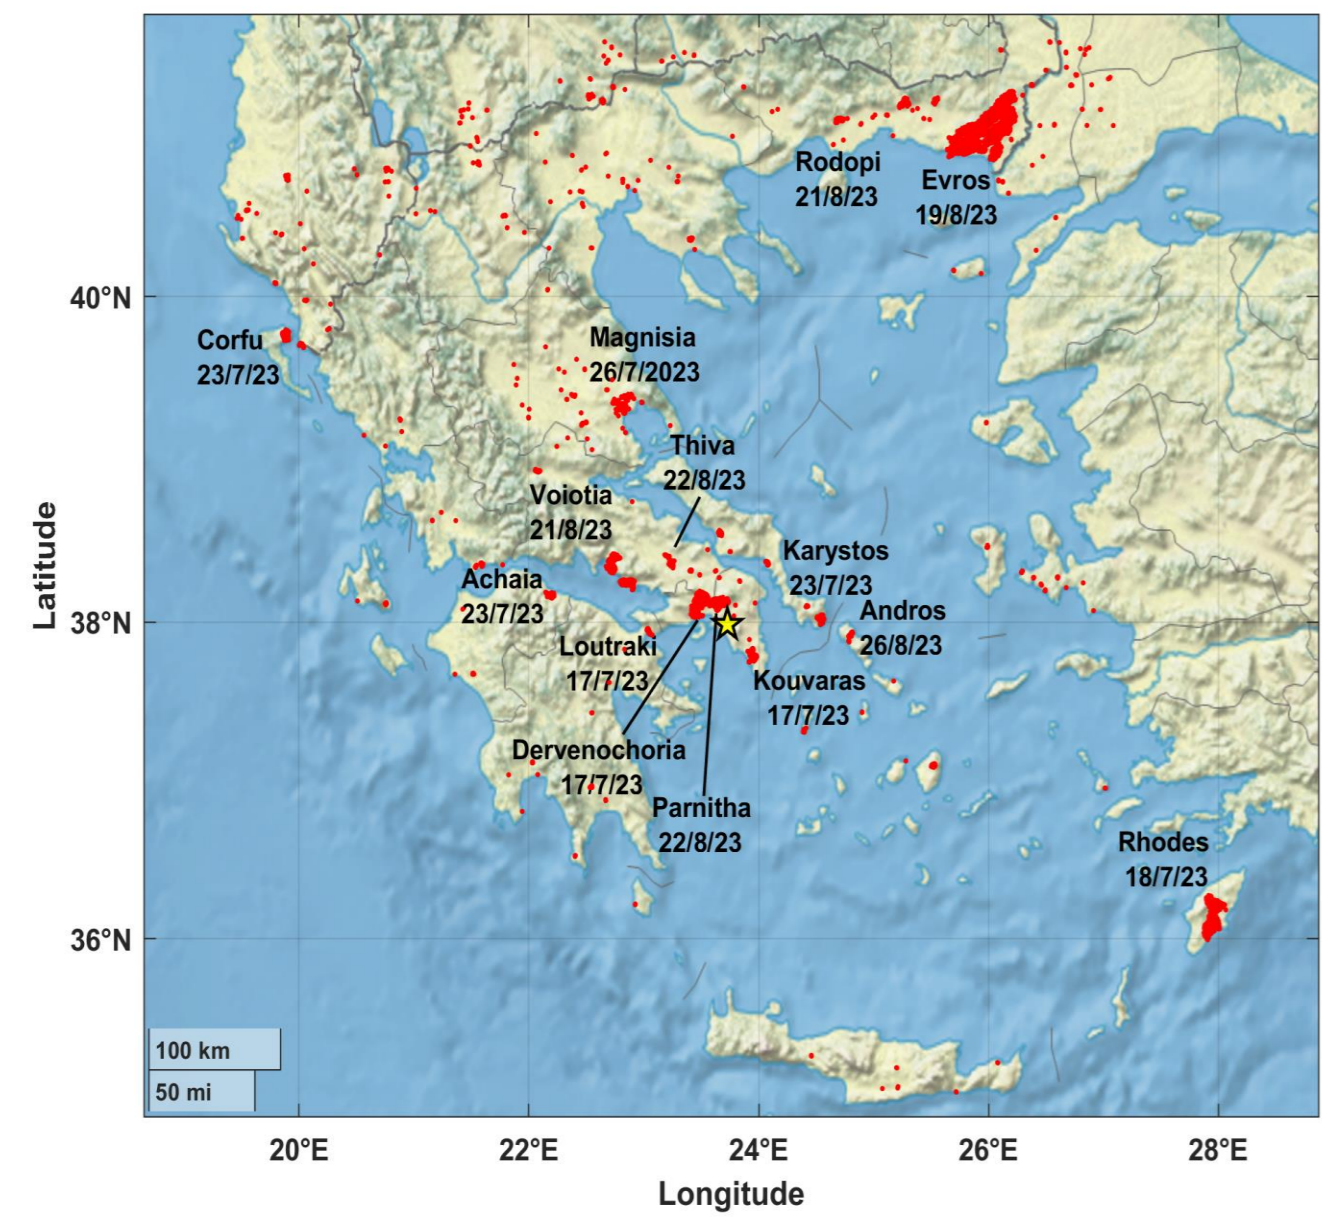 Rodopi
21/8/23
Evros
19/8/23
40°N
Corfu
23/7/23
Magnisia
26/7/2023
Thiva
22/8/23
Voiotia
21/8/23
Karystos
23/7/23
Achaia
23/7/23
Andros
26/8/23
38°N
Loutraki
17/7/23
Kouvaras
17/7/23
Dervenochoria
17/7/23
Parnitha
22/8/23
Rhodes
18/7/23
36°N
Latitude
100 km
50 mi
20°E
22°E
24°E
26°E
28°E
Longitude